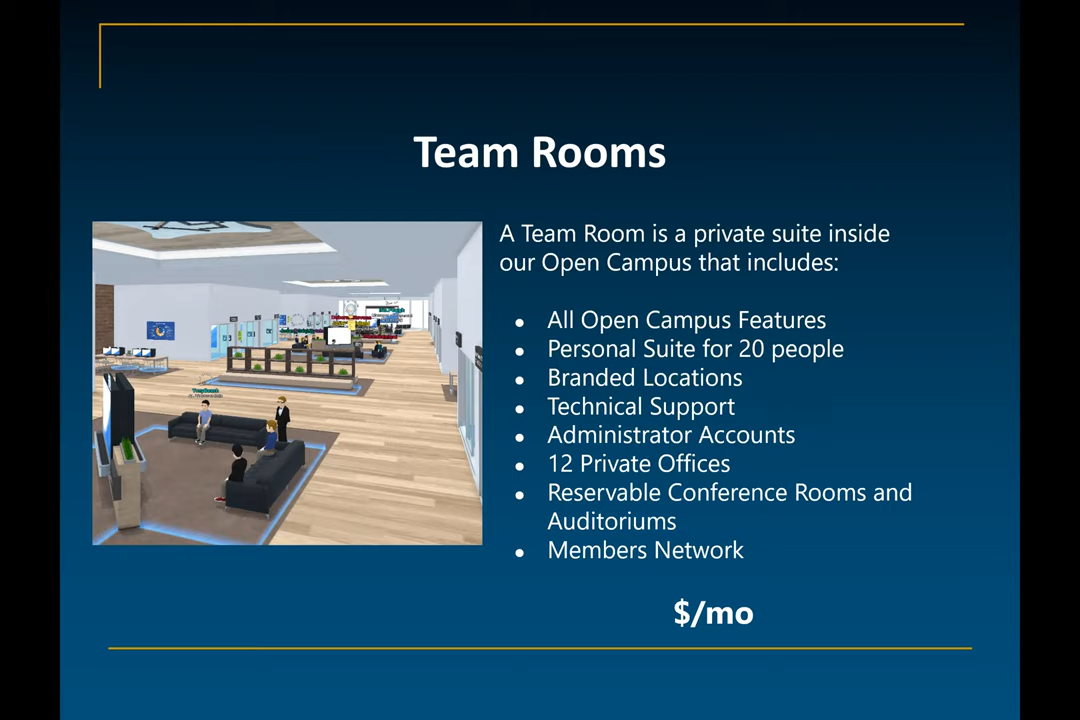 Team Rooms
A Team Room is a private suite inside
our Open Campus that includes:
● All Open Campus Features
● Personal Suite for 20 people
● Branded Locations
● Technical Support
● Administrator Accounts
● 12 Private Offices
● Reservable Conference Rooms and
Auditoriums
● Members Network
$/mo